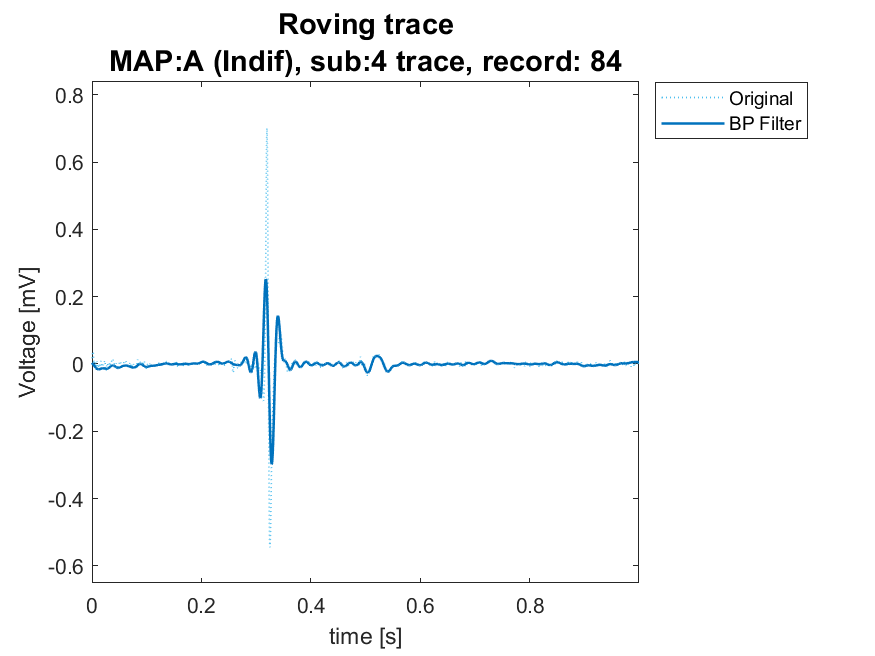 Roving trace
MAP:A (Indif), sub:4 trace, record: 84
Original
BP Filter
0.8
0.6
0.4
0.2
0
-0.2
-0.4
-0.6
Voltage [mV]
0
0.2
0.4
0.6
0.8
time [s]